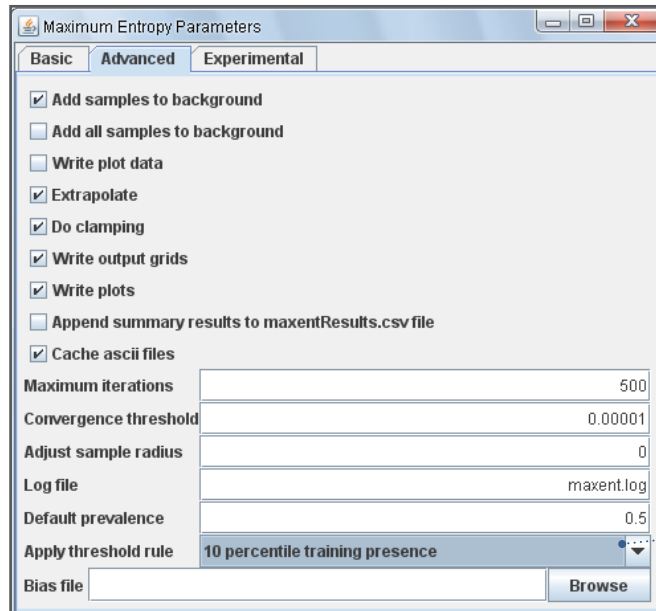 Maximum Entropy Parameters
Basic Advanced Experimental
Add samples to background
Add all samples to background
Write plot data
Extrapolate
Do clamping
Write output grids
Write plots
Append summary results to maxentResults.csv file
Cache ascii files
Maximum iterations 500
Convergence threshold 0.00001
Adjust sample radius 0
Log file maxent.log
Default prevalence 0.5
Apply threshold rule 10 percentile training presence
Bias file Browse